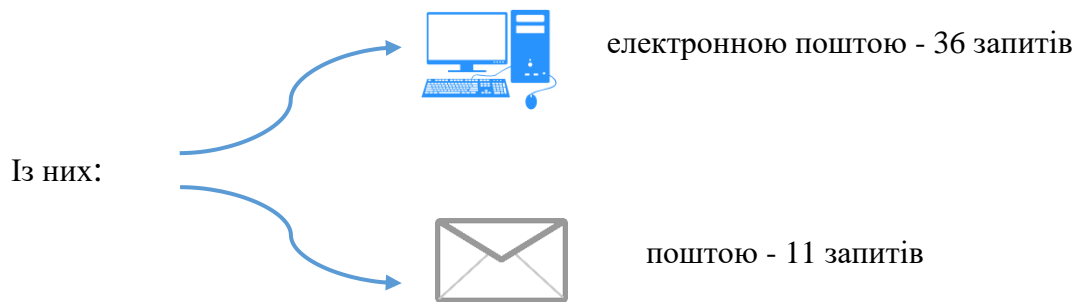 електронною поштою - 36 запитів
Із них:
поштою - 11 запитів